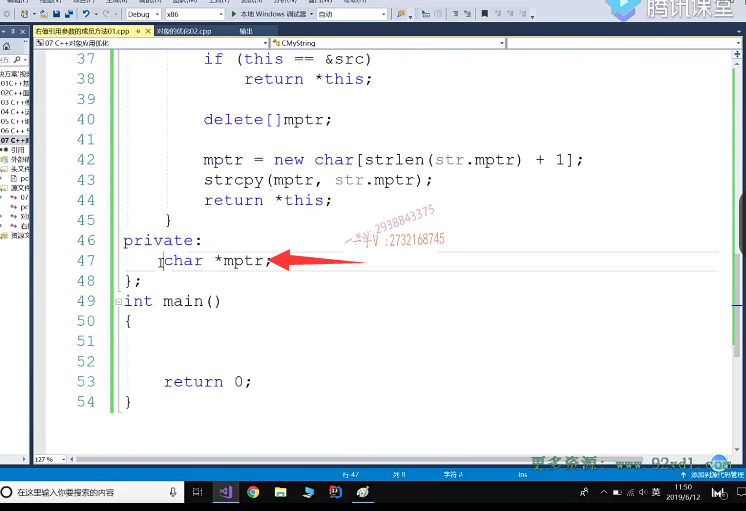 腾讯课堂
Debug x86 本地 Windows 调试器 自动
右值引用参数的成员方法01.cpp 对象的优化02.cpp 输出
07 C++对象应用优化 CMyString
37 if (this == &src)
38 return *this;
39
40 delete[]mptr;
41
42 mptr = new char[strlen(str.mptr) + 1];
43 strcpy(mptr, str.mptr);
44 return *this;
45 }
46 private:
47 char *mptr;
48 };
49 int main()
50 {
51
52
53 return 0;
54 }
2938843375
一手V :2732168745
127 %
更多资源:
行 47 列 8 字符 2 Ins 添加到源代码管理
在这里输入你要搜索的内容
英
11:50
2019/6/12